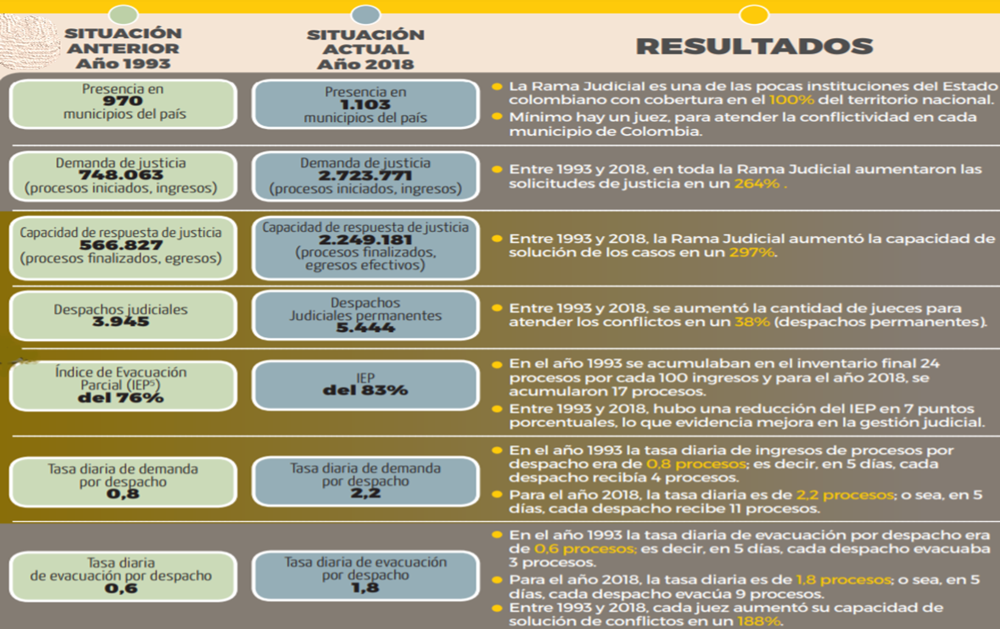 SITUACIÓN
ANTERIOR
Año 1993
SITUACIÓN
ACTUAL
Año 2018
RESULTADOS
Presencia en
970
municipios del país
Presencia en
1.103
municipios del país
La Rama Judicial es una de las pocas instituciones del Estado
colombiano con cobertura en el 100% del territorio nacional.
Mínimo hay un juez, para atender la conflictividad en cada
municipio de Colombia.
Demanda de justicia
748.063
(procesos iniciados, ingresos)
Demanda de justicia
2.723.771
(procesos iniciados, ingresos)
Entre 1993 y 2018, en toda la Rama Judicial aumentaron las
solicitudes de justicia en un 264% .
Capacidad de respuesta de justicia
566.827
(procesos finalizados, egresos)
Capacidad de respuesta de justicia
2.249.181
(procesos finalizados,
egresos efectivos)
Entre 1993 y 2018, la Rama Judicial aumentó la capacidad de
solución de los casos en un 297%.
Despachos judiciales
3.945
Despachos
Judiciales permanentes
5.444
Entre 1993 y 2018, se aumentó la cantidad de jueces para
atender los conflictos en un 38% (despachos permanentes).
Índice de Evacuación
Parcial (IEP⁵)
del 76%
IEP
del 83%
En el año 1993 se acumulaban en el inventario final 24
procesos por cada 100 ingresos y para el año 2018, se
acumularon 17 procesos.
Entre 1993 y 2018, hubo una reducción del IEP en 7 puntos
porcentuales, lo que evidencia mejora en la gestión judicial.
Tasa diaria de demanda
por despacho
0,8
Tasa diaria de demanda
por despacho
2,2
En el año 1993 la tasa diaria de ingresos de procesos por
despacho era de 0,8 procesos; es decir, en 5 días, cada
despacho recibía 4 procesos.
Para el año 2018, la tasa diaria es de 2,2 procesos; o sea, en 5
días, cada despacho recibe 11 procesos.
Tasa diaria
de evacuación por despacho
0,6
Tasa diaria de evacuación
por despacho
1,8
En el año 1993 la tasa diaria de evacuación por despacho era
de 0,6 procesos; es decir, en 5 días, cada despacho evacuaba
3 procesos.
Para el año 2018, la tasa diaria es de 1,8 procesos; o sea, en 5
días, cada despacho evacúa 9 procesos.
Entre 1993 y 2018, cada juez aumentó su capacidad de
solución de conflictos en un 188%.